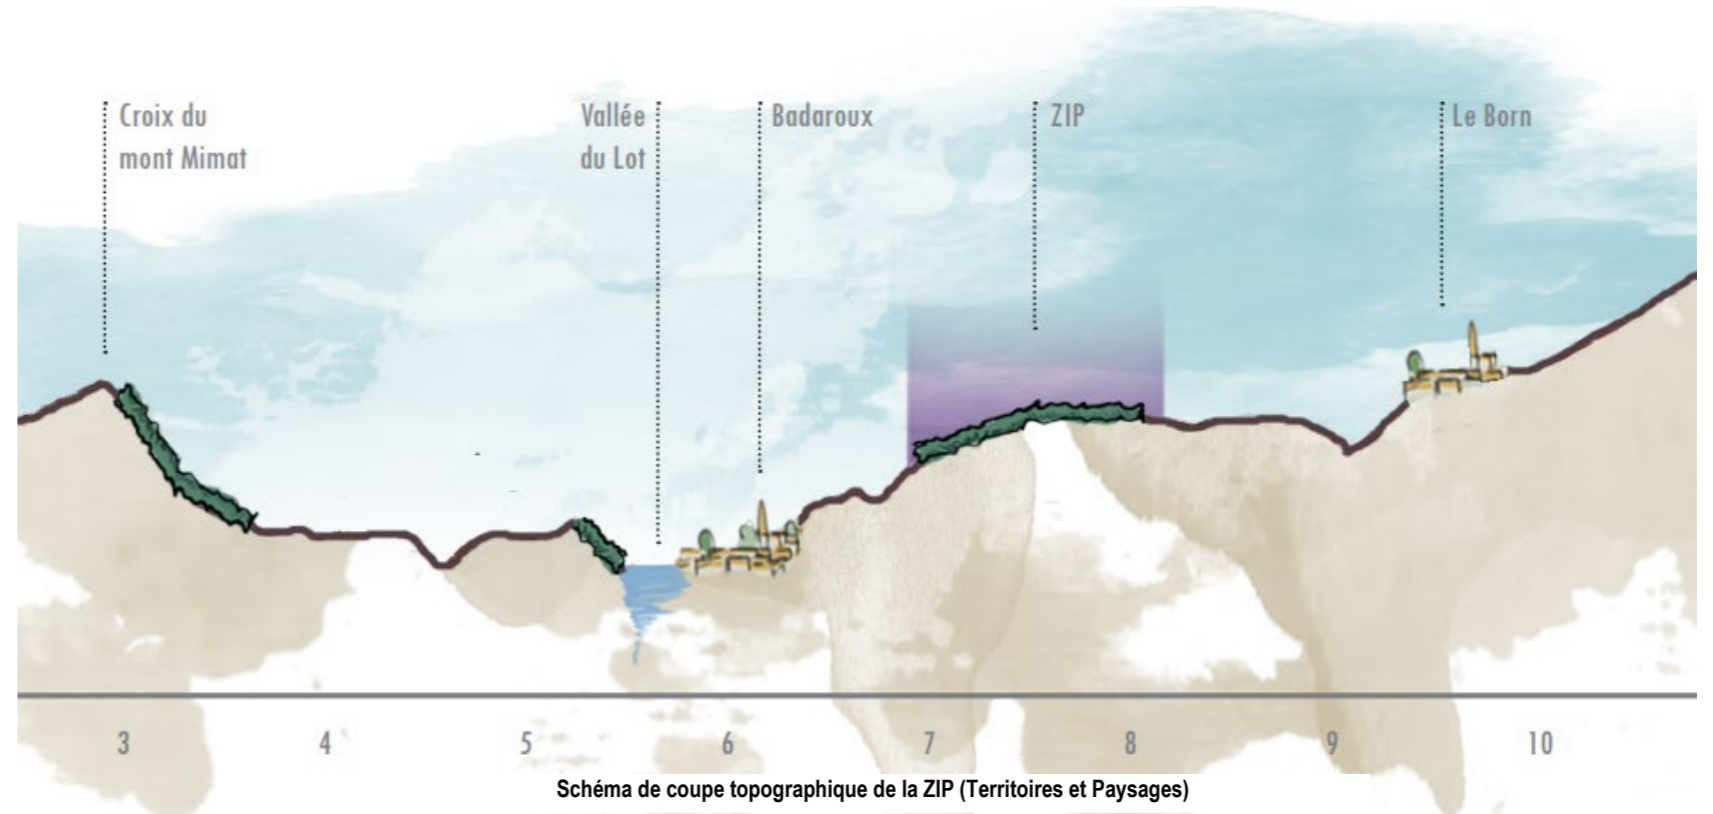 Croix du
mont Mimat
Vallée
du Lot
Badaroux
ZIP
Le Born
3 4 5 6 7 8 9 10
Schéma de coupe topographique de la ZIP (Territoires et Paysages)